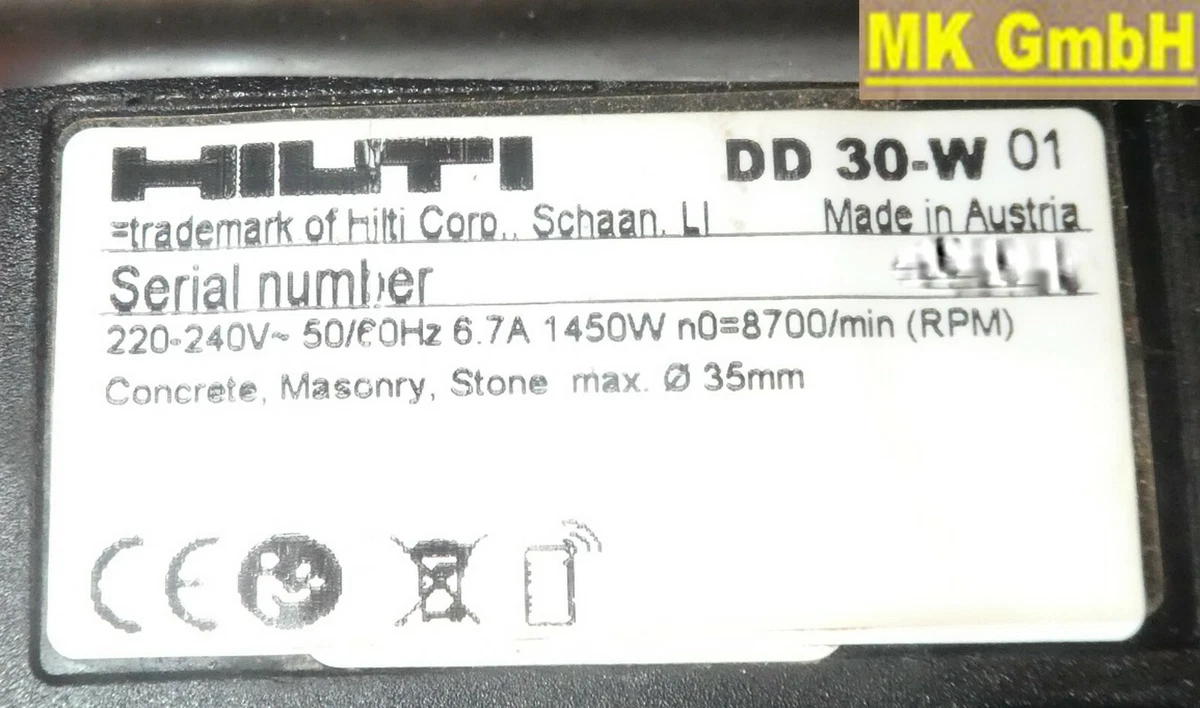 MK GmbH
HILTI DD 30-W 01
=trademark of Hilti Corp., Schaan, LI Made in Austria
Serial number
220-240V~ 50/60Hz 6.7A 1450W n0=8700/min (RPM)
Concrete, Masonry, Stone max. Ø 35mm
CE